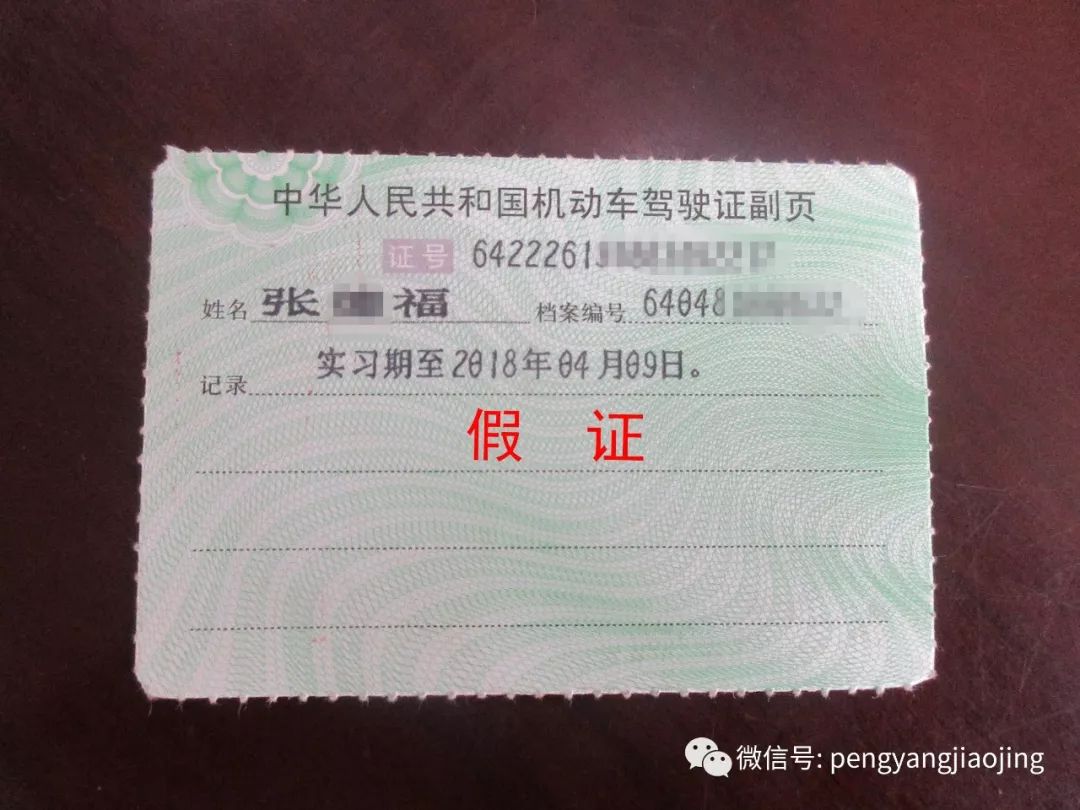 中华人民共和国机动车驾驶证副页
证号 6422261
姓名 张 福 档案编号 64048
记录 实习期至2018年04月09日。
假 证
微信号: pengyangjiaojing